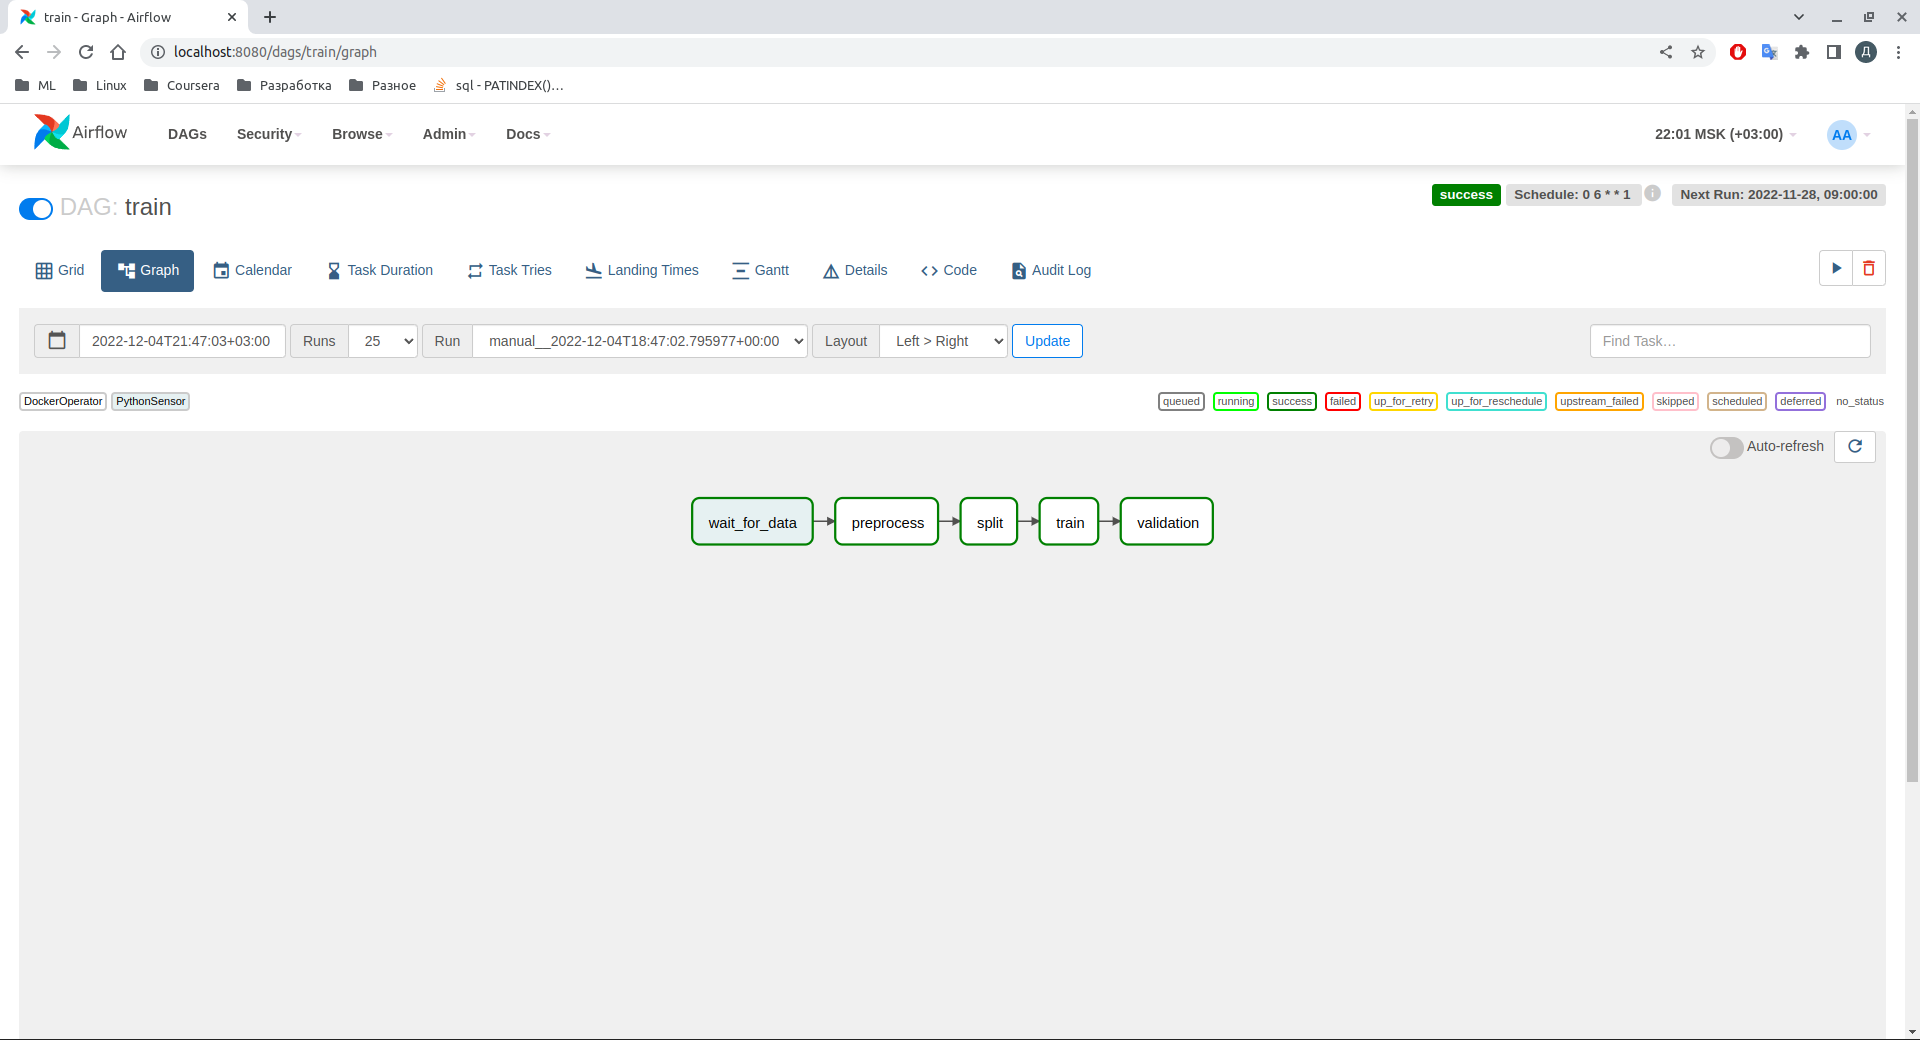 train - Graph - Airflow
localhost:8080/dags/train/graph
Д
ML Linux Coursera Разработка Разное sql - PATINDEX()...
Airflow DAGs Security Browse Admin Docs 22:01 MSK (+03:00) AA
DAG: train success Schedule: 0 6 * * 1 i Next Run: 2022-11-28, 09:00:00
Grid Graph Calendar Task Duration Task Tries Landing Times Gantt Details Code Audit Log
2022-12-04T21:47:03+03:00 Runs 25 Run manual__2022-12-04T18:47:02.795977+00:00 Layout Left > Right Update Find Task…
DockerOperator PythonSensor queued running success failed up_for_retry up_for_reschedule upstream_failed skipped scheduled deferred no_status
Auto-refresh
wait_for_data preprocess split train validation